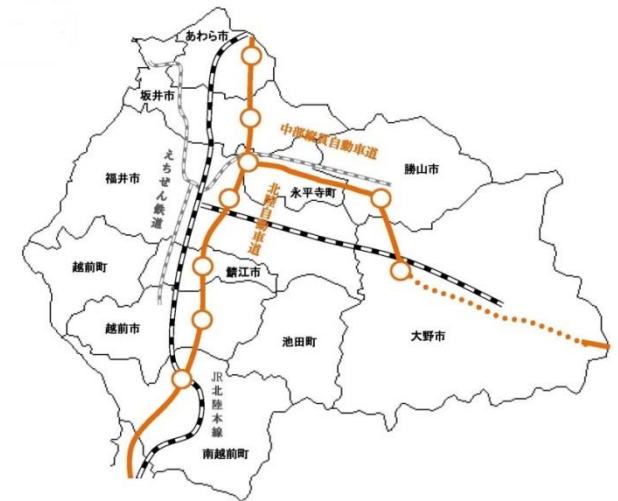 あわら市
坂井市
中部縦貫自動車道
勝山市
えちぜん鉄道
福井市
永平寺町
北陸自動車道
越前町
鯖江市
越前市
池田町
大野市
JR北陸本線
南越前町